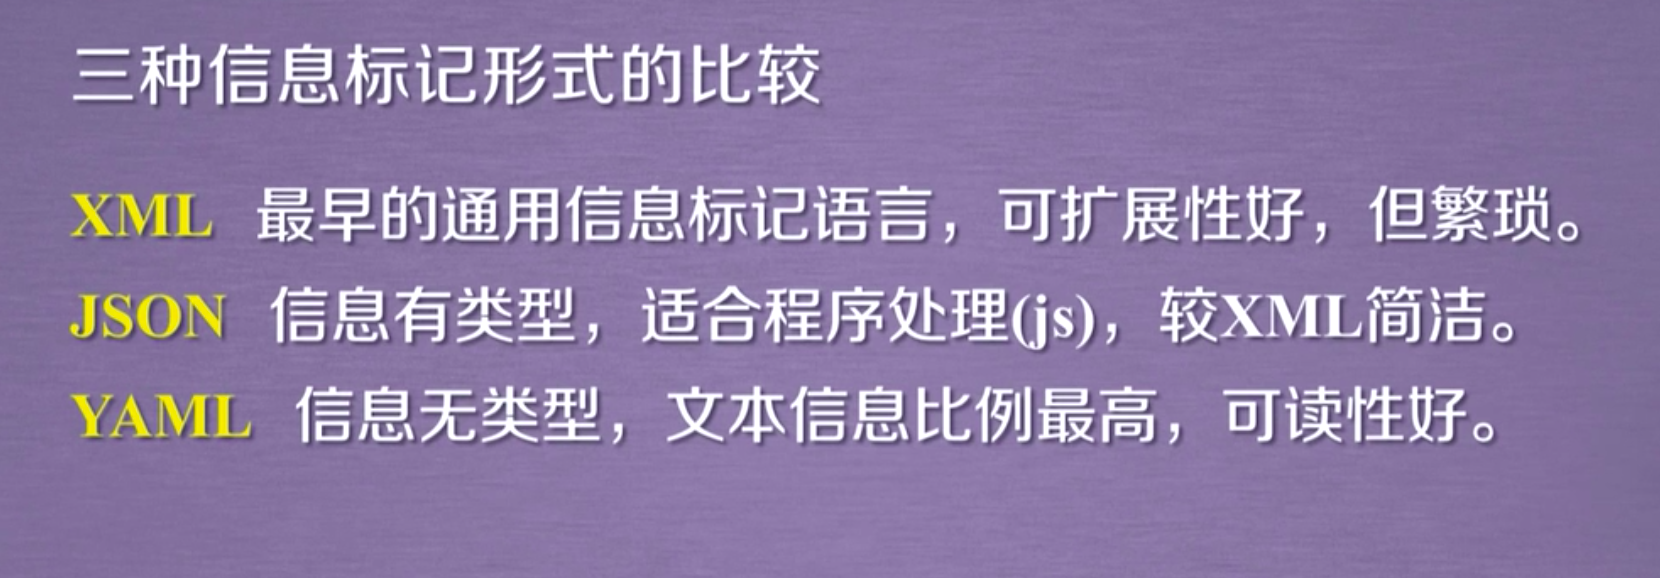 三种信息标记形式的比较
XML 最早的通用信息标记语言，可扩展性好，但繁琐。
JSON 信息有类型，适合程序处理(js)，较XML简洁。
YAML 信息无类型，文本信息比例最高，可读性好。